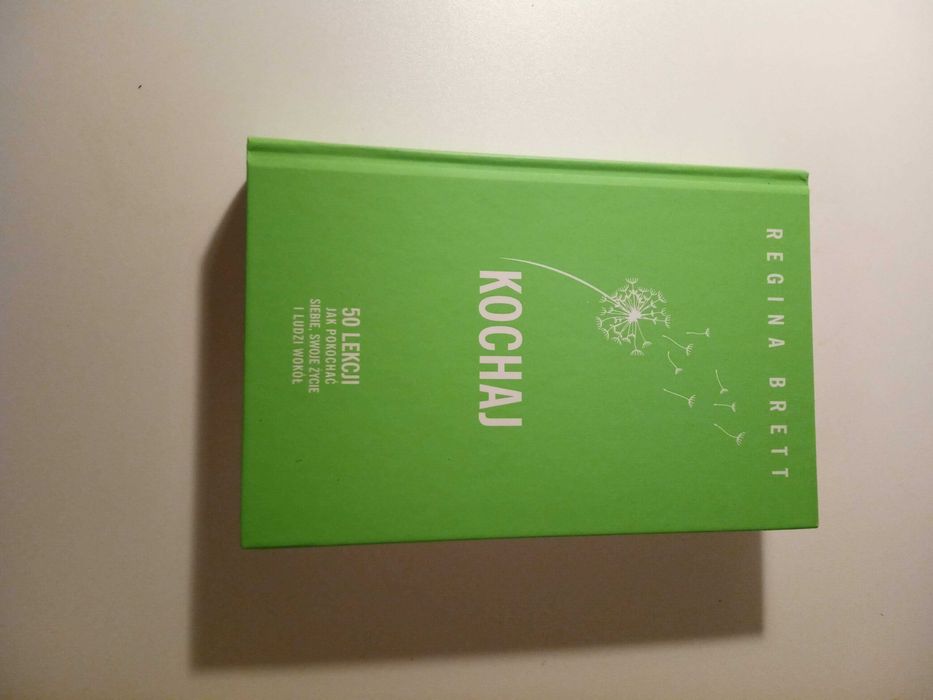 REGINA BRETT
KOCHAJ
50 LEKCJI
JAK POKOCHAĆ
SIEBIE, SWOJE ŻYCIE
I LUDZI WOKÓŁ